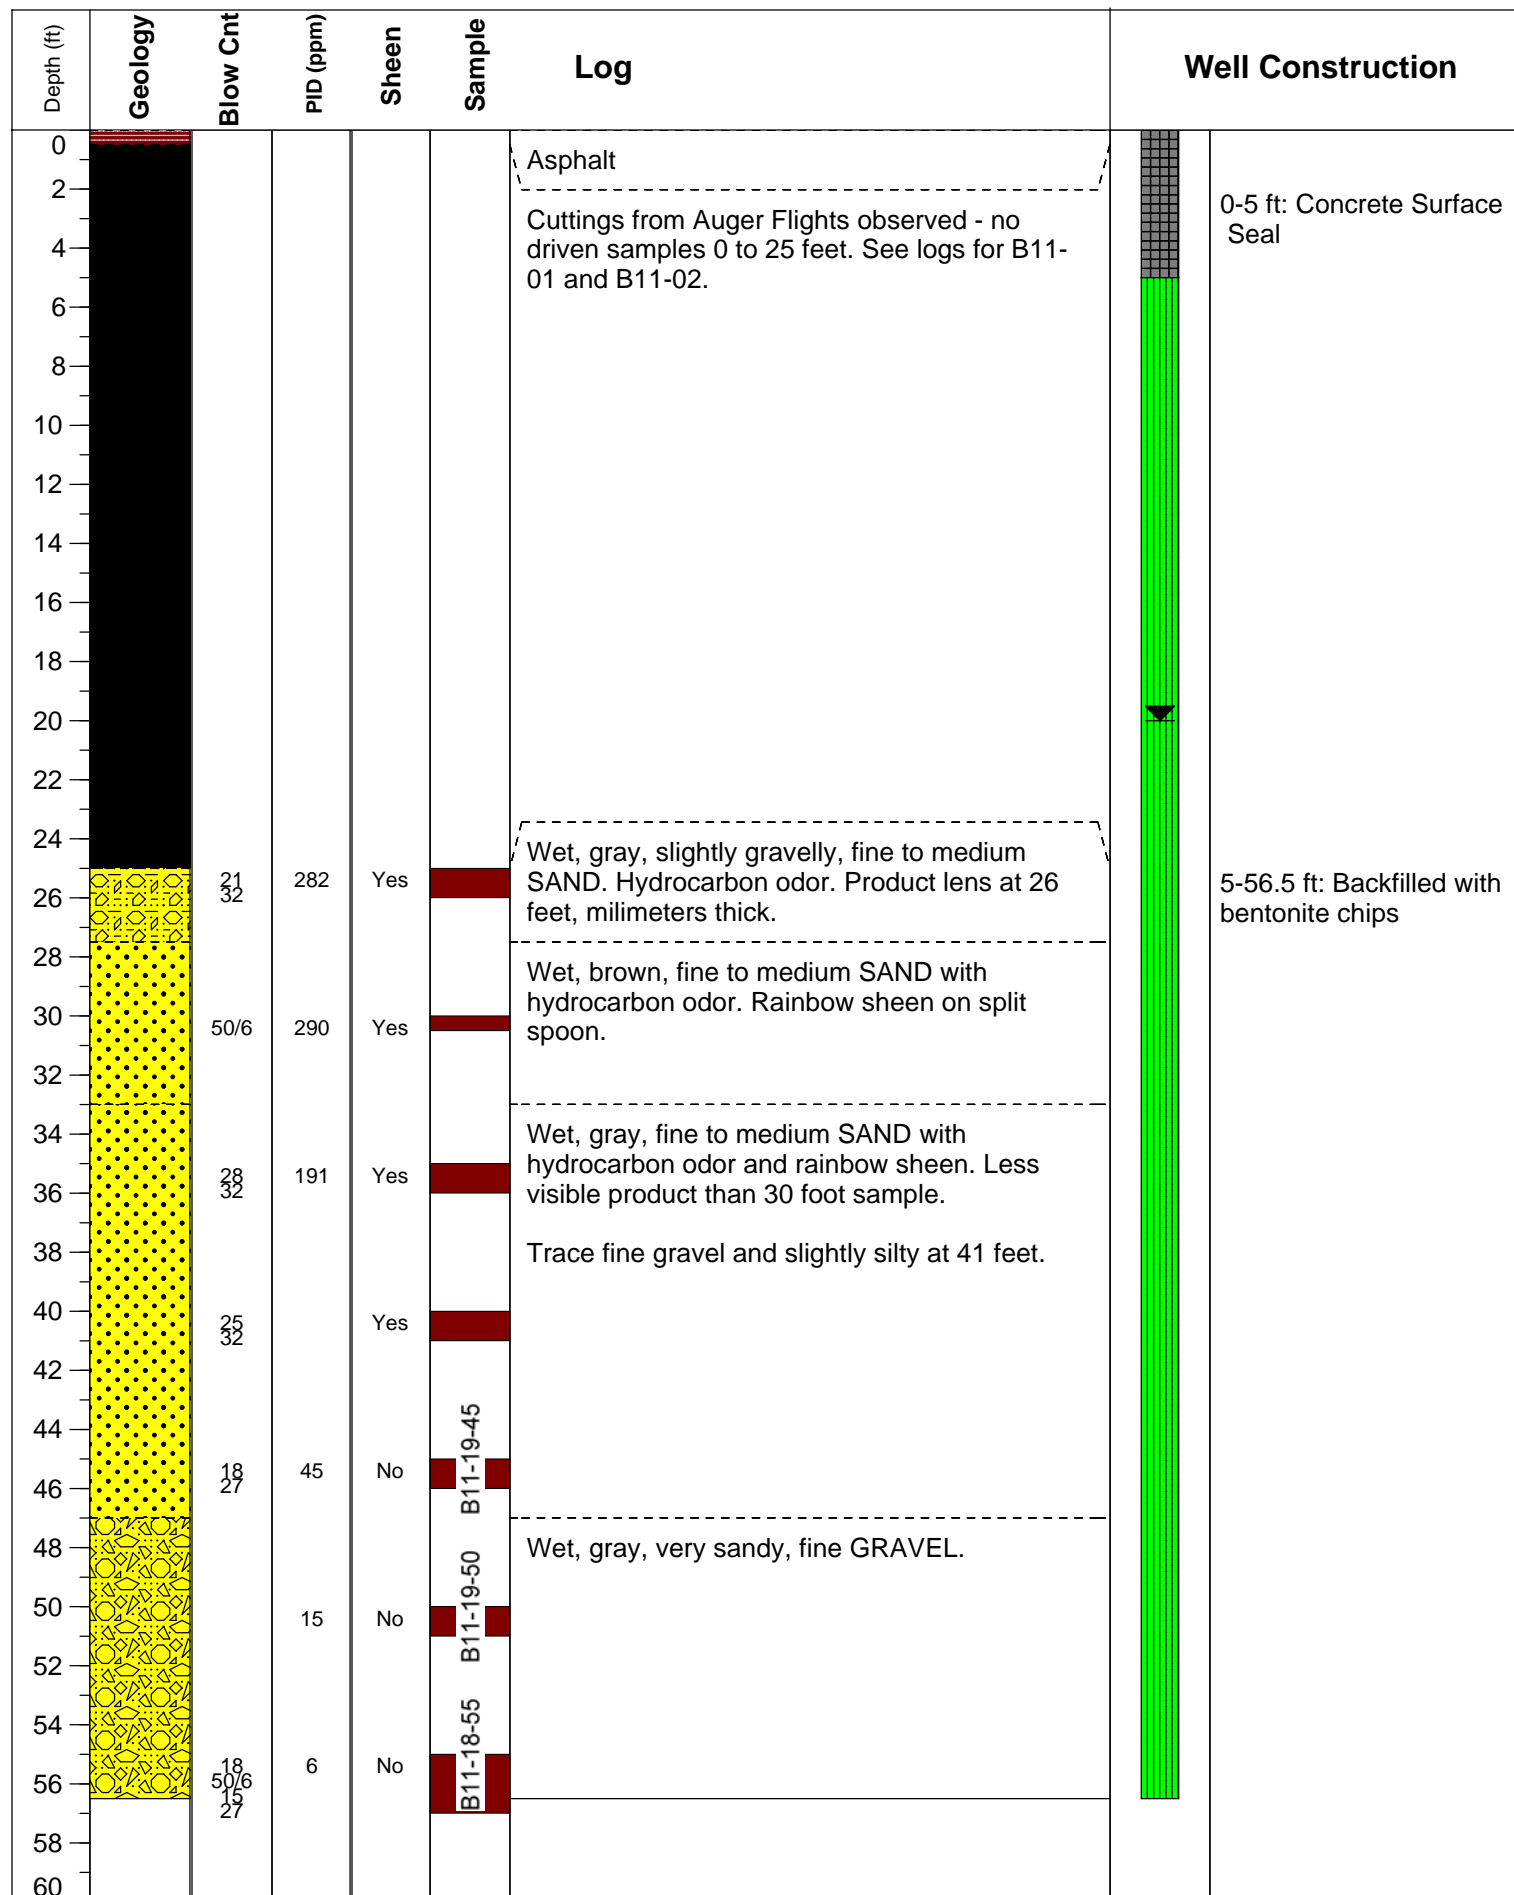 Depth (ft)
Geology
Blow Cnt
PID (ppm)
Sheen
Sample
Log
Well Construction
0
Asphalt
2
Cuttings from Auger Flights observed - no
driven samples 0 to 25 feet. See logs for B11-
01 and B11-02.
0-5 ft: Concrete Surface
Seal
4
6
8
10
12
14
16
18
20
22
24
Wet, gray, slightly gravelly, fine to medium
SAND. Hydrocarbon odor. Product lens at 26
feet, milimeters thick.
21
32
282
Yes
5-56.5 ft: Backfilled with
bentonite chips
26
28
Wet, brown, fine to medium SAND with
hydrocarbon odor. Rainbow sheen on split
spoon.
30
50/6
290
Yes
32
34
Wet, gray, fine to medium SAND with
hydrocarbon odor and rainbow sheen. Less
visible product than 30 foot sample.
28
32
191
Yes
36
38
Trace fine gravel and slightly silty at 41 feet.
40
25
32
Yes
42
44
18
27
45
No
B11-19-45
46
48
Wet, gray, very sandy, fine GRAVEL.
50
15
No
B11-19-50
52
54
18
50/6
15
27
6
No
B11-18-55
56
58
60